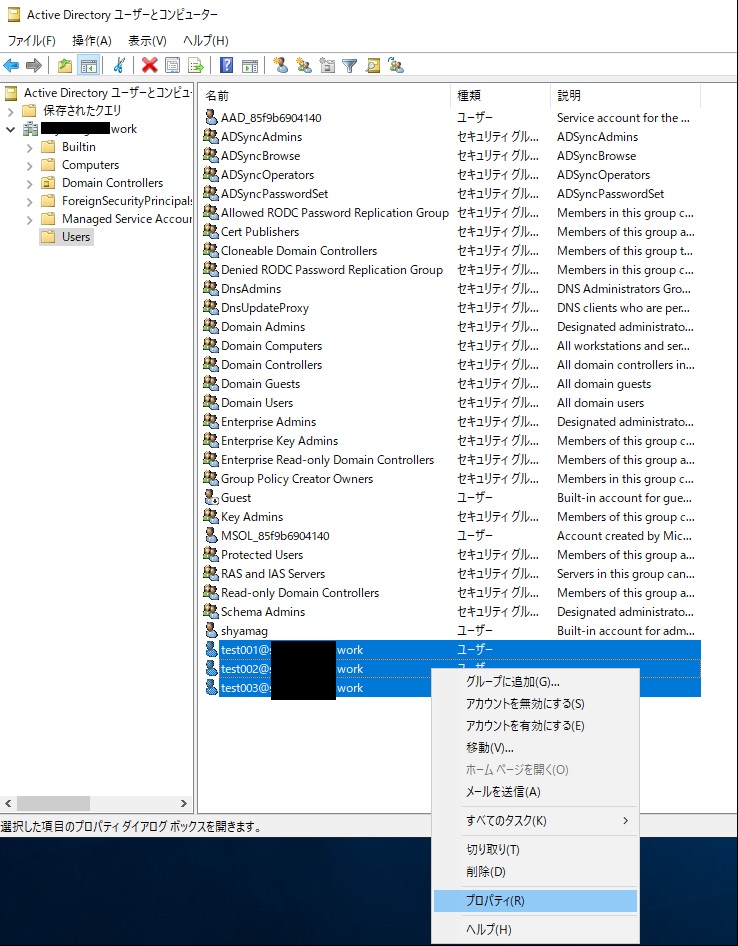 Active Directory ユーザーとコンピューター
ファイル(F) 操作(A) 表示(V) ヘルプ(H)
Active Directory ユーザーとコンピュ
保存されたクエリ
work
Builtin
Computers
Domain Controllers
ForeignSecurityPrincipals
Managed Service Accour
Users
名前 種類 説明
AAD_85f9b6904140 ユーザー Service account for the ...
ADSyncAdmins セキュリティ グル... ADSyncAdmins
ADSyncBrowse セキュリティ グル... ADSyncBrowse
ADSyncOperators セキュリティ グル... ADSyncOperators
ADSyncPasswordSet セキュリティ グル... ADSyncPasswordSet
Allowed RODC Password Replication Group セキュリティ グル... Members in this group c...
Cert Publishers セキュリティ グル... Members of this group a...
Cloneable Domain Controllers セキュリティ グル... Members of this group t...
Denied RODC Password Replication Group セキュリティ グル... Members in this group c...
DnsAdmins セキュリティ グル... DNS Administrators Gro...
DnsUpdateProxy セキュリティ グル... DNS clients who are per...
Domain Admins セキュリティ グル... Designated administrato...
Domain Computers セキュリティ グル... All workstations and ser...
Domain Controllers セキュリティ グル... All domain controllers in...
Domain Guests セキュリティ グル... All domain guests
Domain Users セキュリティ グル... All domain users
Enterprise Admins セキュリティ グル... Designated administrato...
Enterprise Key Admins セキュリティ グル... Members of this group c...
Enterprise Read-only Domain Controllers セキュリティ グル... Members of this group a...
Group Policy Creator Owners セキュリティ グル... Members in this group c...
Guest ユーザー Built-in account for gue...
Key Admins セキュリティ グル... Members of this group c...
MSOL_85f9b6904140 ユーザー Account created by Mic...
Protected Users セキュリティ グル... Members of this group a...
RAS and IAS Servers セキュリティ グル... Servers in this group can...
Read-only Domain Controllers セキュリティ グル... Members of this group a...
Schema Admins セキュリティ グル... Designated administrato...
shyamag ユーザー Built-in account for adm...
test001@ work ユーザー
test002@ work
test003@ work
グループに追加(G)...
アカウントを無効にする(S)
アカウントを有効にする(E)
移動(V)...
ホーム ページを開く(O)
メールを送信(A)
すべてのタスク(K)
切り取り(T)
削除(D)
プロパティ(R)
ヘルプ(H)
選択した項目のプロパティ ダイアログ ボックスを開きます。